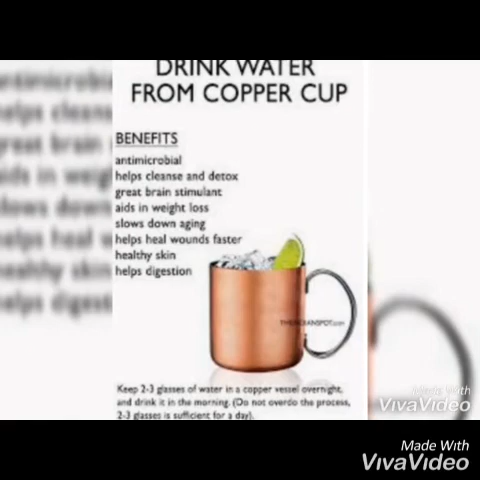 DRINK WATER
FROM COPPER CUP
BENEFITS
antimicrobial
helps cleanse and detox
great brain stimulant
aids in weight loss
slows down aging
helps heal wounds faster
healthy skin
helps digestion
Keep 2-3 glasses of water in a copper vessel overnight,
and drink it in the morning. (Do not overdo the process,
2-3 glasses is sufficient for a day).
Made With
VivaVideo
Made With
VivaVideo